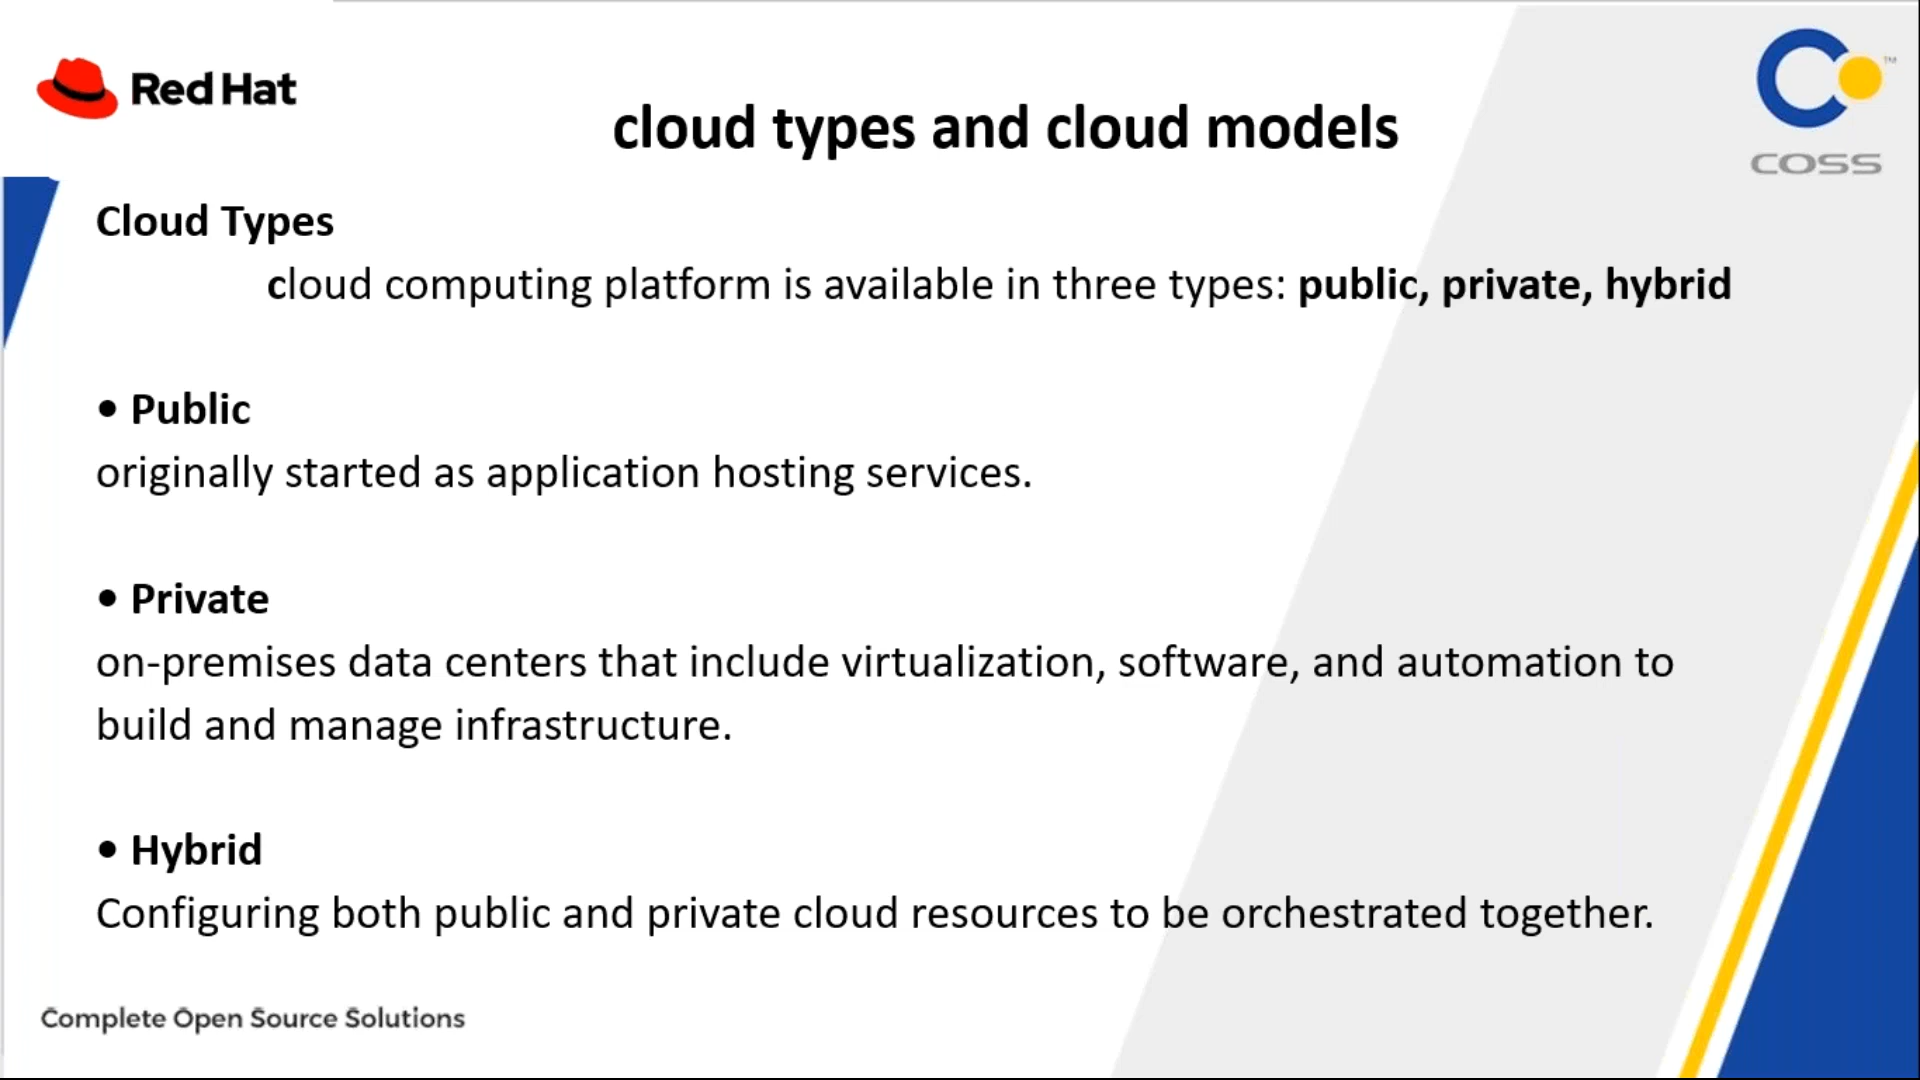 Red Hat
cloud types and cloud models
TM
COSS
Cloud Types
cloud computing platform is available in three types: public, private, hybrid
• Public
originally started as application hosting services.
• Private
on-premises data centers that include virtualization, software, and automation to
build and manage infrastructure.
• Hybrid
Configuring both public and private cloud resources to be orchestrated together.
Complete Open Source Solutions